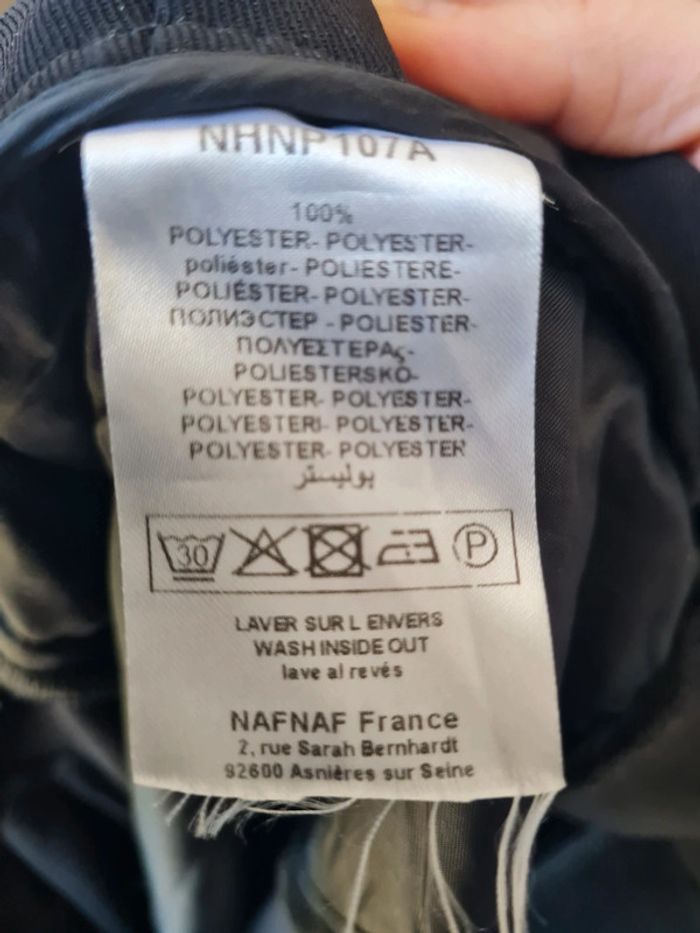 NHNP107A
100%
POLYESTER- POLYESTER-
poliéster- POLIESTERE-
POLIÉSTER- POLYESTER-
ПОЛИЭСТЕР - POLIESTER-
ΠΟΛΥΕΣΤΕΡΑς-
POLIESTERSKO-
POLYESTER- POLYESTER-
POLYESTERI- POLYESTER-
POLYESTER- POLYESTER
بوليستر
30 P
LAVER SUR L ENVERS
WASH INSIDE OUT
lave al revés
NAFNAF France
2, rue Sarah Bernhardt
92600 Asnières sur Seine